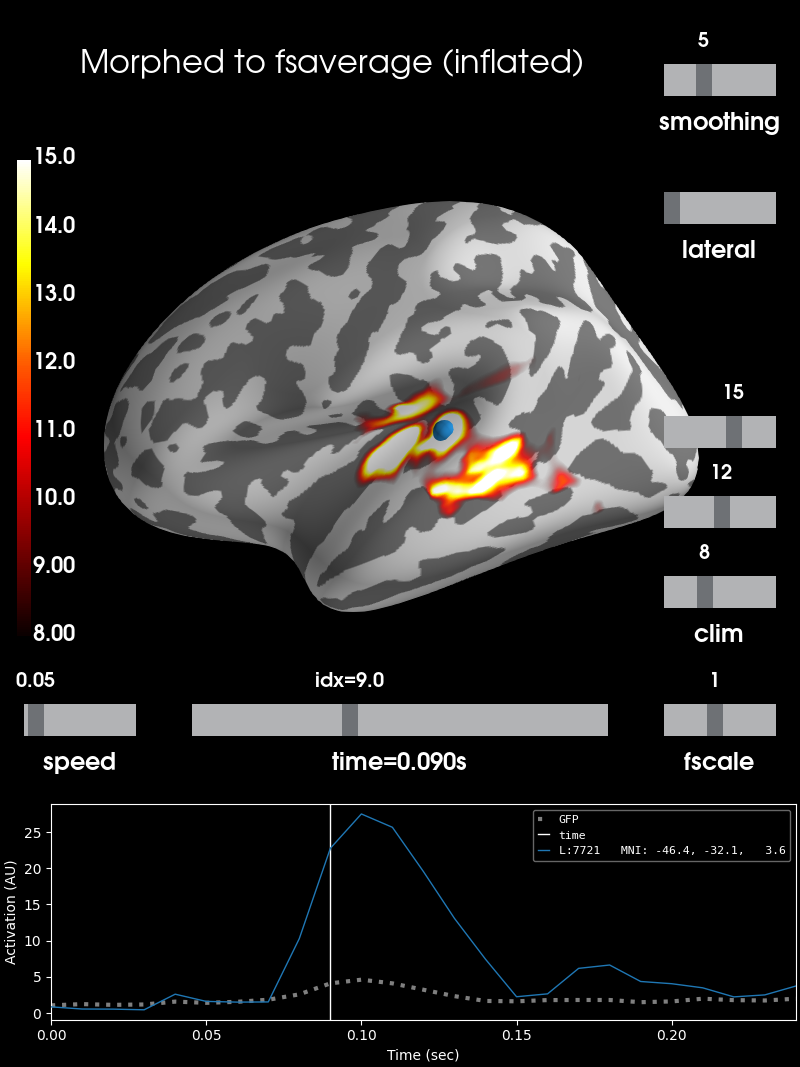 Morphed to fsaverage (inflated)
5
smoothing
lateral
15.0
14.0
13.0
12.0
11.0
10.0
9.00
8.00
15
12
8
clim
0.05
speed
idx=9.0
time=0.090s
1
fscale
GFP
time
L:7721 MNI: -46.4, -32.1, 3.6
Activation (AU)
25
20
15
10
5
0
0.00 0.05 0.10 0.15 0.20
Time (sec)